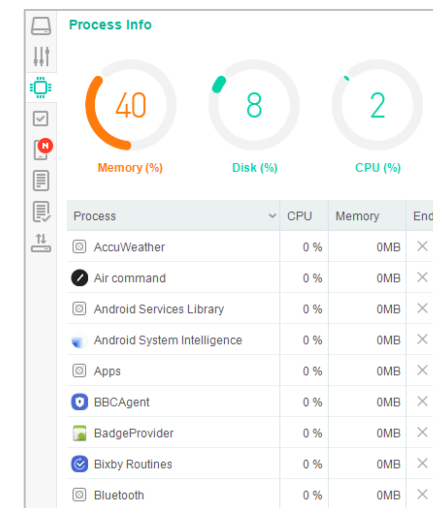 Process Info
40 8 2
Memory (%) Disk (%) CPU (%)
Process CPU Memory End
AccuWeather 0 % 0MB
Air command 0 % 0MB
Android Services Library 0 % 0MB
Android System Intelligence 0 % 0MB
Apps 0 % 0MB
BBCAgent 0 % 0MB
BadgeProvider 0 % 0MB
Bixby Routines 0 % 0MB
Bluetooth 0 % 0MB
N